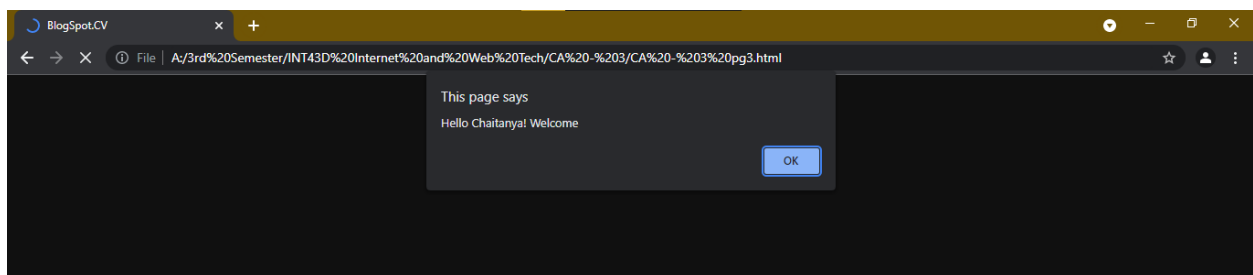 BlogSpot.CV
File | A:/3rd%20Semester/INT43D%20Internet%20and%20Web%20Tech/CA%20-%203/CA%20-%203%20pg3.html
This page says
Hello Chaitanya! Welcome
OK